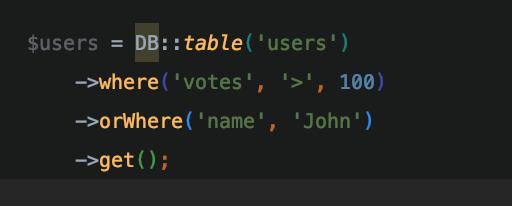 $users = DB::table('users')
    ->where('votes', '>', 100)
    ->orWhere('name', 'John')
    ->get();